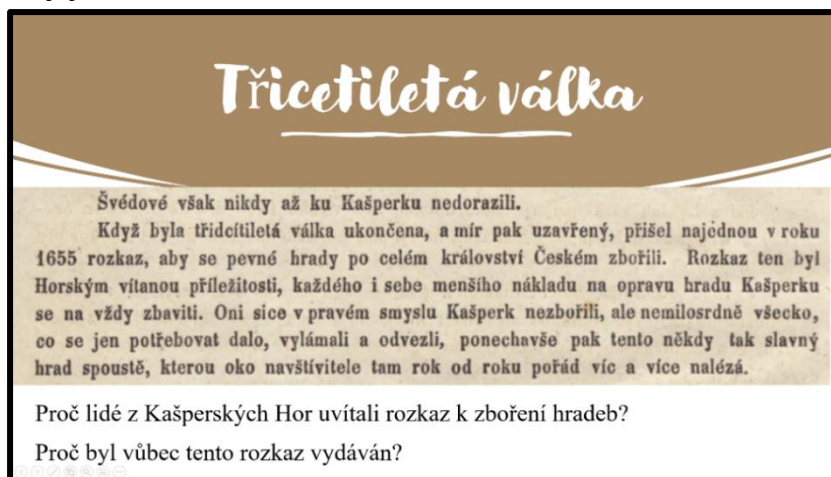 Třicetiletá válka
Švédové však nikdy až ku Kašperku nedorazili.
Když byla třidcítiletá válka ukončena, a mír pak uzavřený, přišel najednou v roku
1655 rozkaz, aby se pevné hrady po celém království Českém zbořili. Rozkaz ten byl
Horským vítanou příležitosti, každého i sebe menšího nákladu na opravu hradu Kašperku
se na vždy zbaviti. Oni sice v pravém smyslu Kašperk nezbořili, ale nemilosrdně všecko,
co se jen potřebovat dalo, vylámali a odvezli, ponechavše pak tento někdy tak slavný
hrad spoustě, kterou oko navštívitele tam rok od roku pořád víc a více nalézá.
Proč lidé z Kašperských Hor uvítali rozkaz k zboření hradeb?
Proč byl vůbec tento rozkaz vydáván?